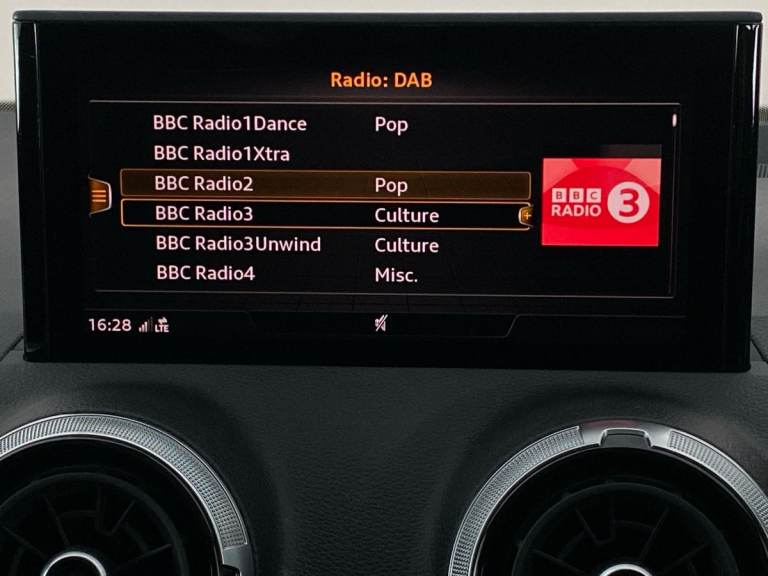 Radio: DAB
BBC Radio1Dance Pop
BBC Radio1Xtra
BBC Radio2 Pop
BBC Radio3 Culture
BBC Radio3Unwind Culture
BBC Radio4 Misc.
BBC
RADIO 3
16:28 LTE